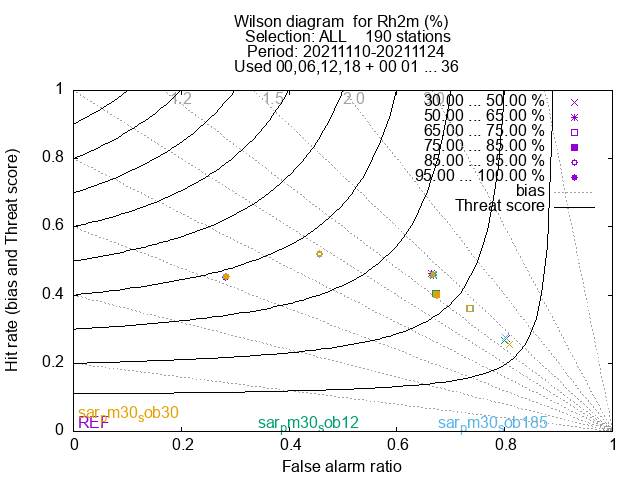 Wilson diagram for Rh2m (%)
Selection: ALL 190 stations
Period: 20211110-20211124
Used 00,06,12,18 + 00 01 ... 36
1.2 1.5 2.0
30.00 ... 50.00 %
50.00 ... 65.00 %
65.00 ... 75.00 %
75.00 ... 85.00 %
85.00 ... 95.00 %
95.00 ... 100.00 %
bias
Threat score
Hit rate (bias and Threat score)
1
0.8
0.6
0.4
0.2
0
sar_pm30_sob30
REF
sar_pm30_sob12
sar_pm30_sob185
0 0.2 0.4 0.6 0.8 1
False alarm ratio